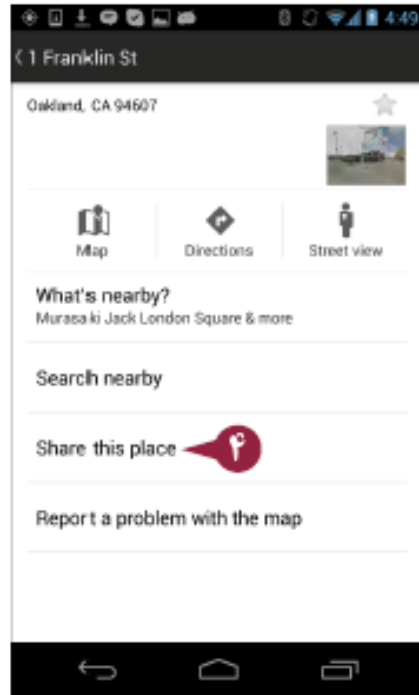 4:49
1 Franklin St
Oakland, CA 94607
Map
Directions
Street view
What's nearby?
Murasaki Jack London Square & more
Search nearby
Share this place
۴
Report a problem with the map